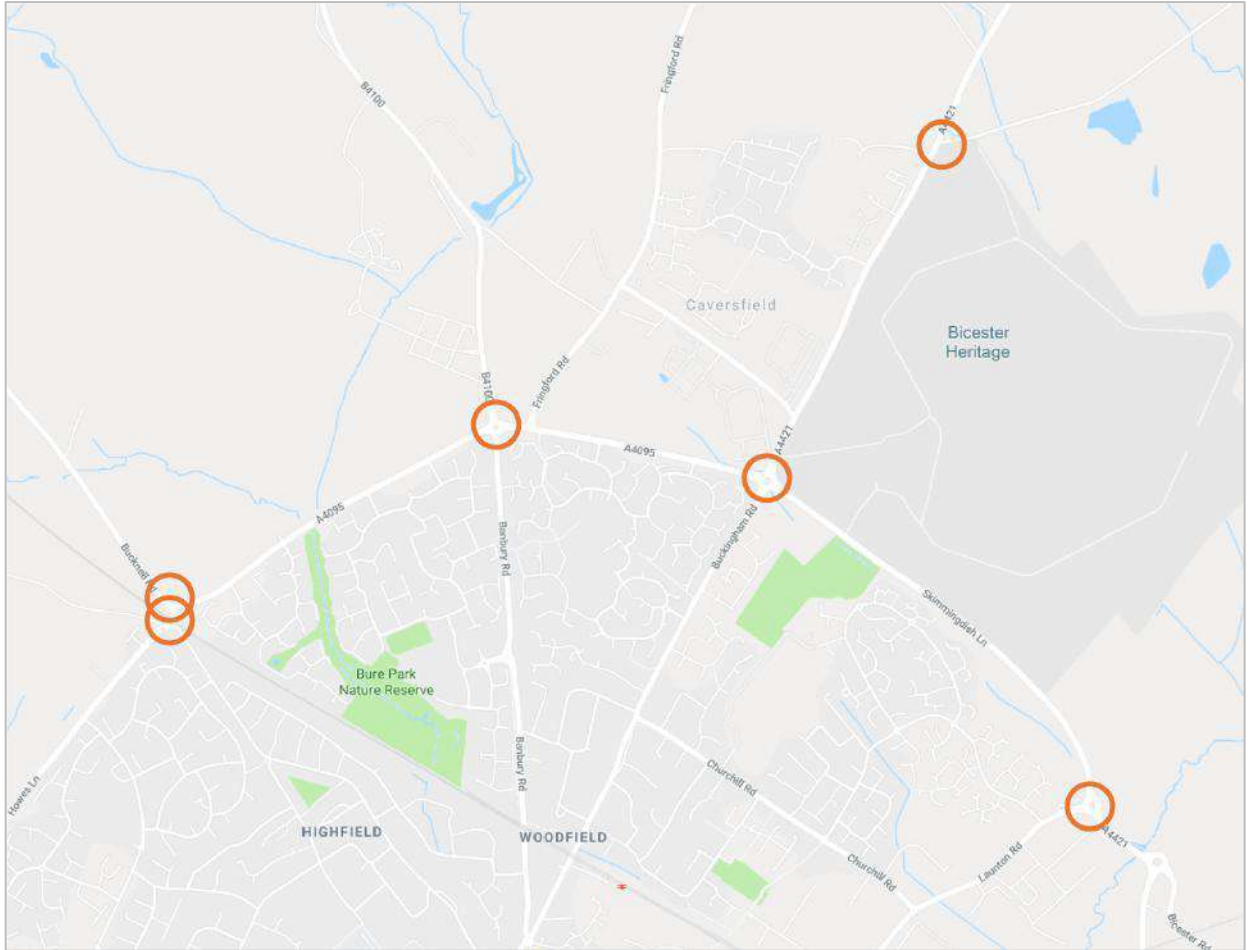 B4100
Fringford Rd
A4421
Caversfield
Bicester
Heritage
B4100
Fringford Rd
A4421
A4095
A4095
Buckingham Rd
Banbury Rd
Bucknell Rd
Skimmingdish Ln
Bure Park
Nature Reserve
Banbury Rd
Churchill Rd
Howes Ln
HIGHFIELD
WOODFIELD
A4421
Launton Rd
Churchill Rd
Bicester Rd